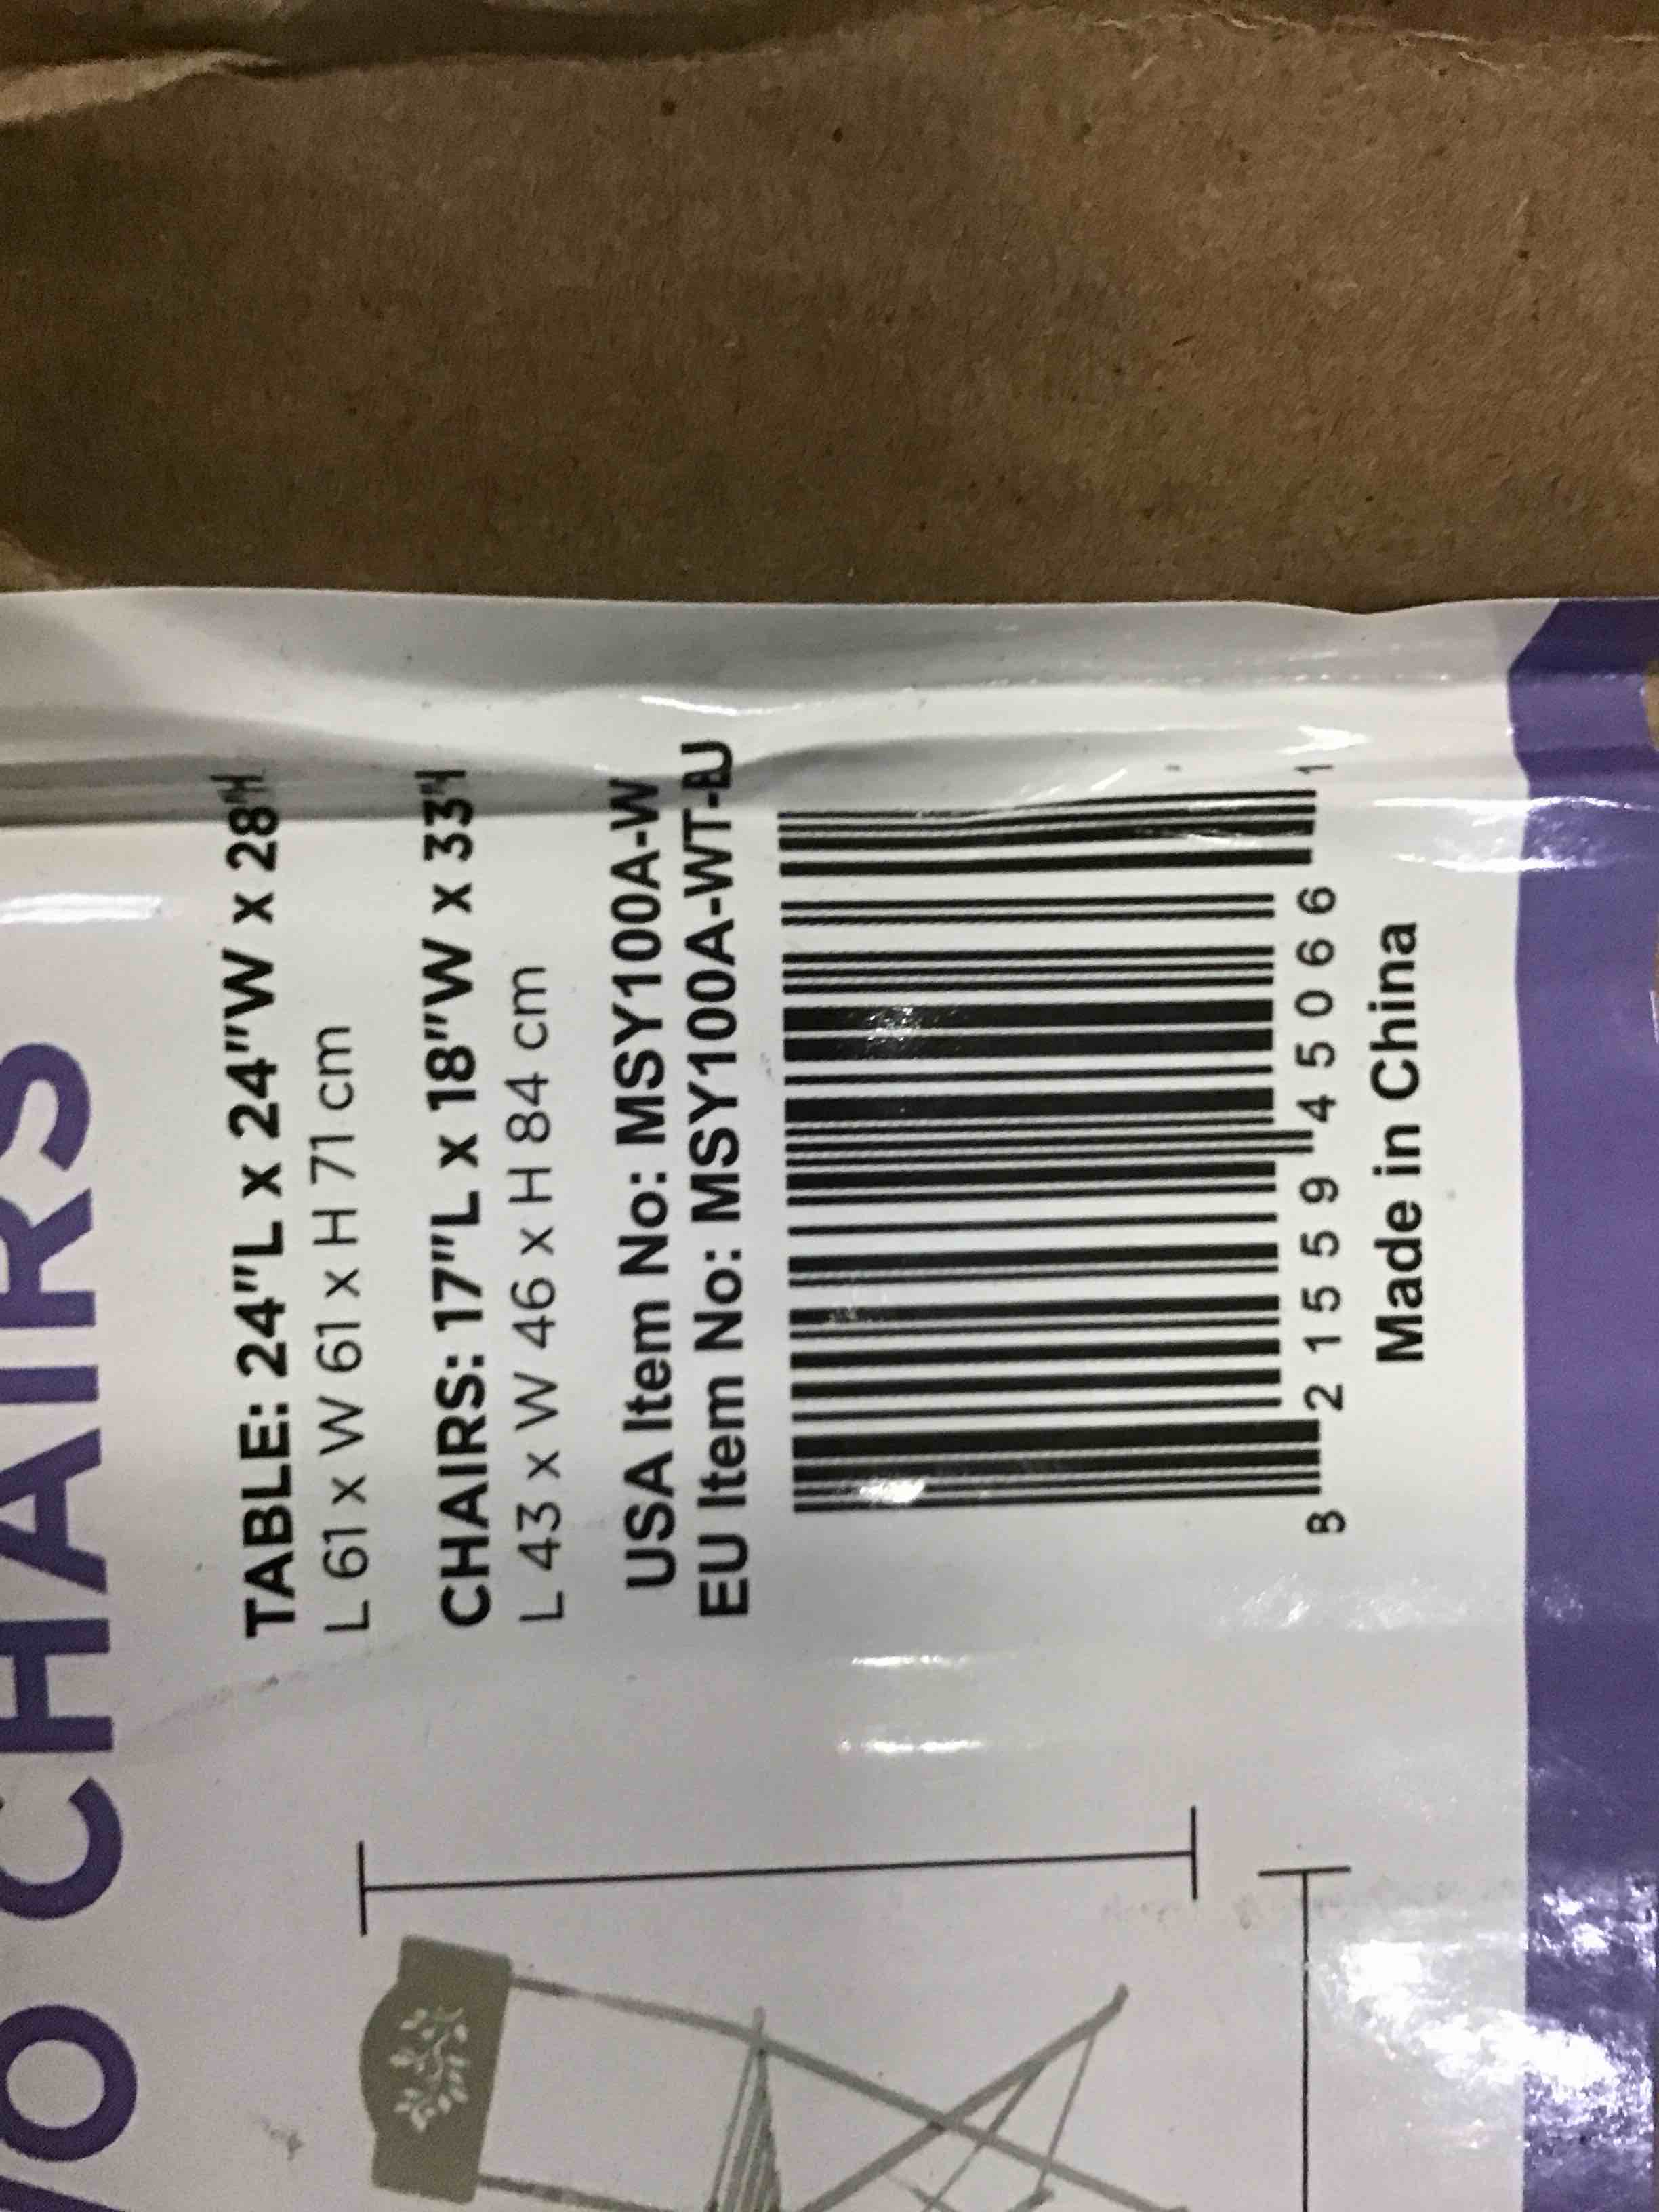 O CHAIRS
TABLE: 24"L x 24"W x 28"H
L 61 x W 61 x H 71 cm
CHAIRS: 17"L x 18"W x 33"H
L 43 x W 46 x H 84 cm
USA Item No: MSY100A-W
EU Item No: MSY100A-WT-BJ
8 21559 45066 1
Made in China